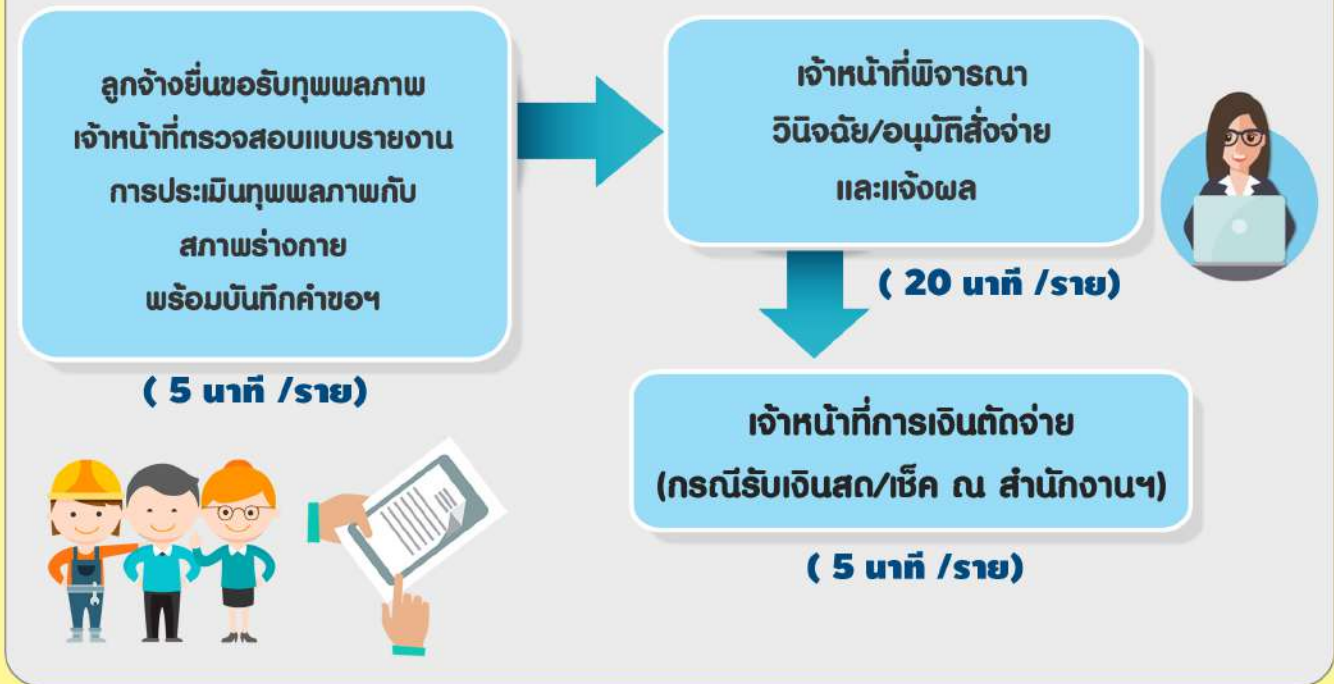 ลูกจ้างยื่นขอรับทุพพลภาพ
เจ้าหน้าที่ตรวจสอบแบบรายงาน
การประเมินทุพพลภาพกับ
สภาพร่างกาย
พร้อมบันทึกคำขอฯ
( 5 นาที /ราย)
เจ้าหน้าที่พิจารณา
วินิจฉัย/อนุมัติสั่งจ่าย
และแจ้งผล
( 20 นาที /ราย)
เจ้าหน้าที่การเงินตัดจ่าย
(กรณีรับเงินสด/เช็ค ณ สำนักงานฯ)
( 5 นาที /ราย)